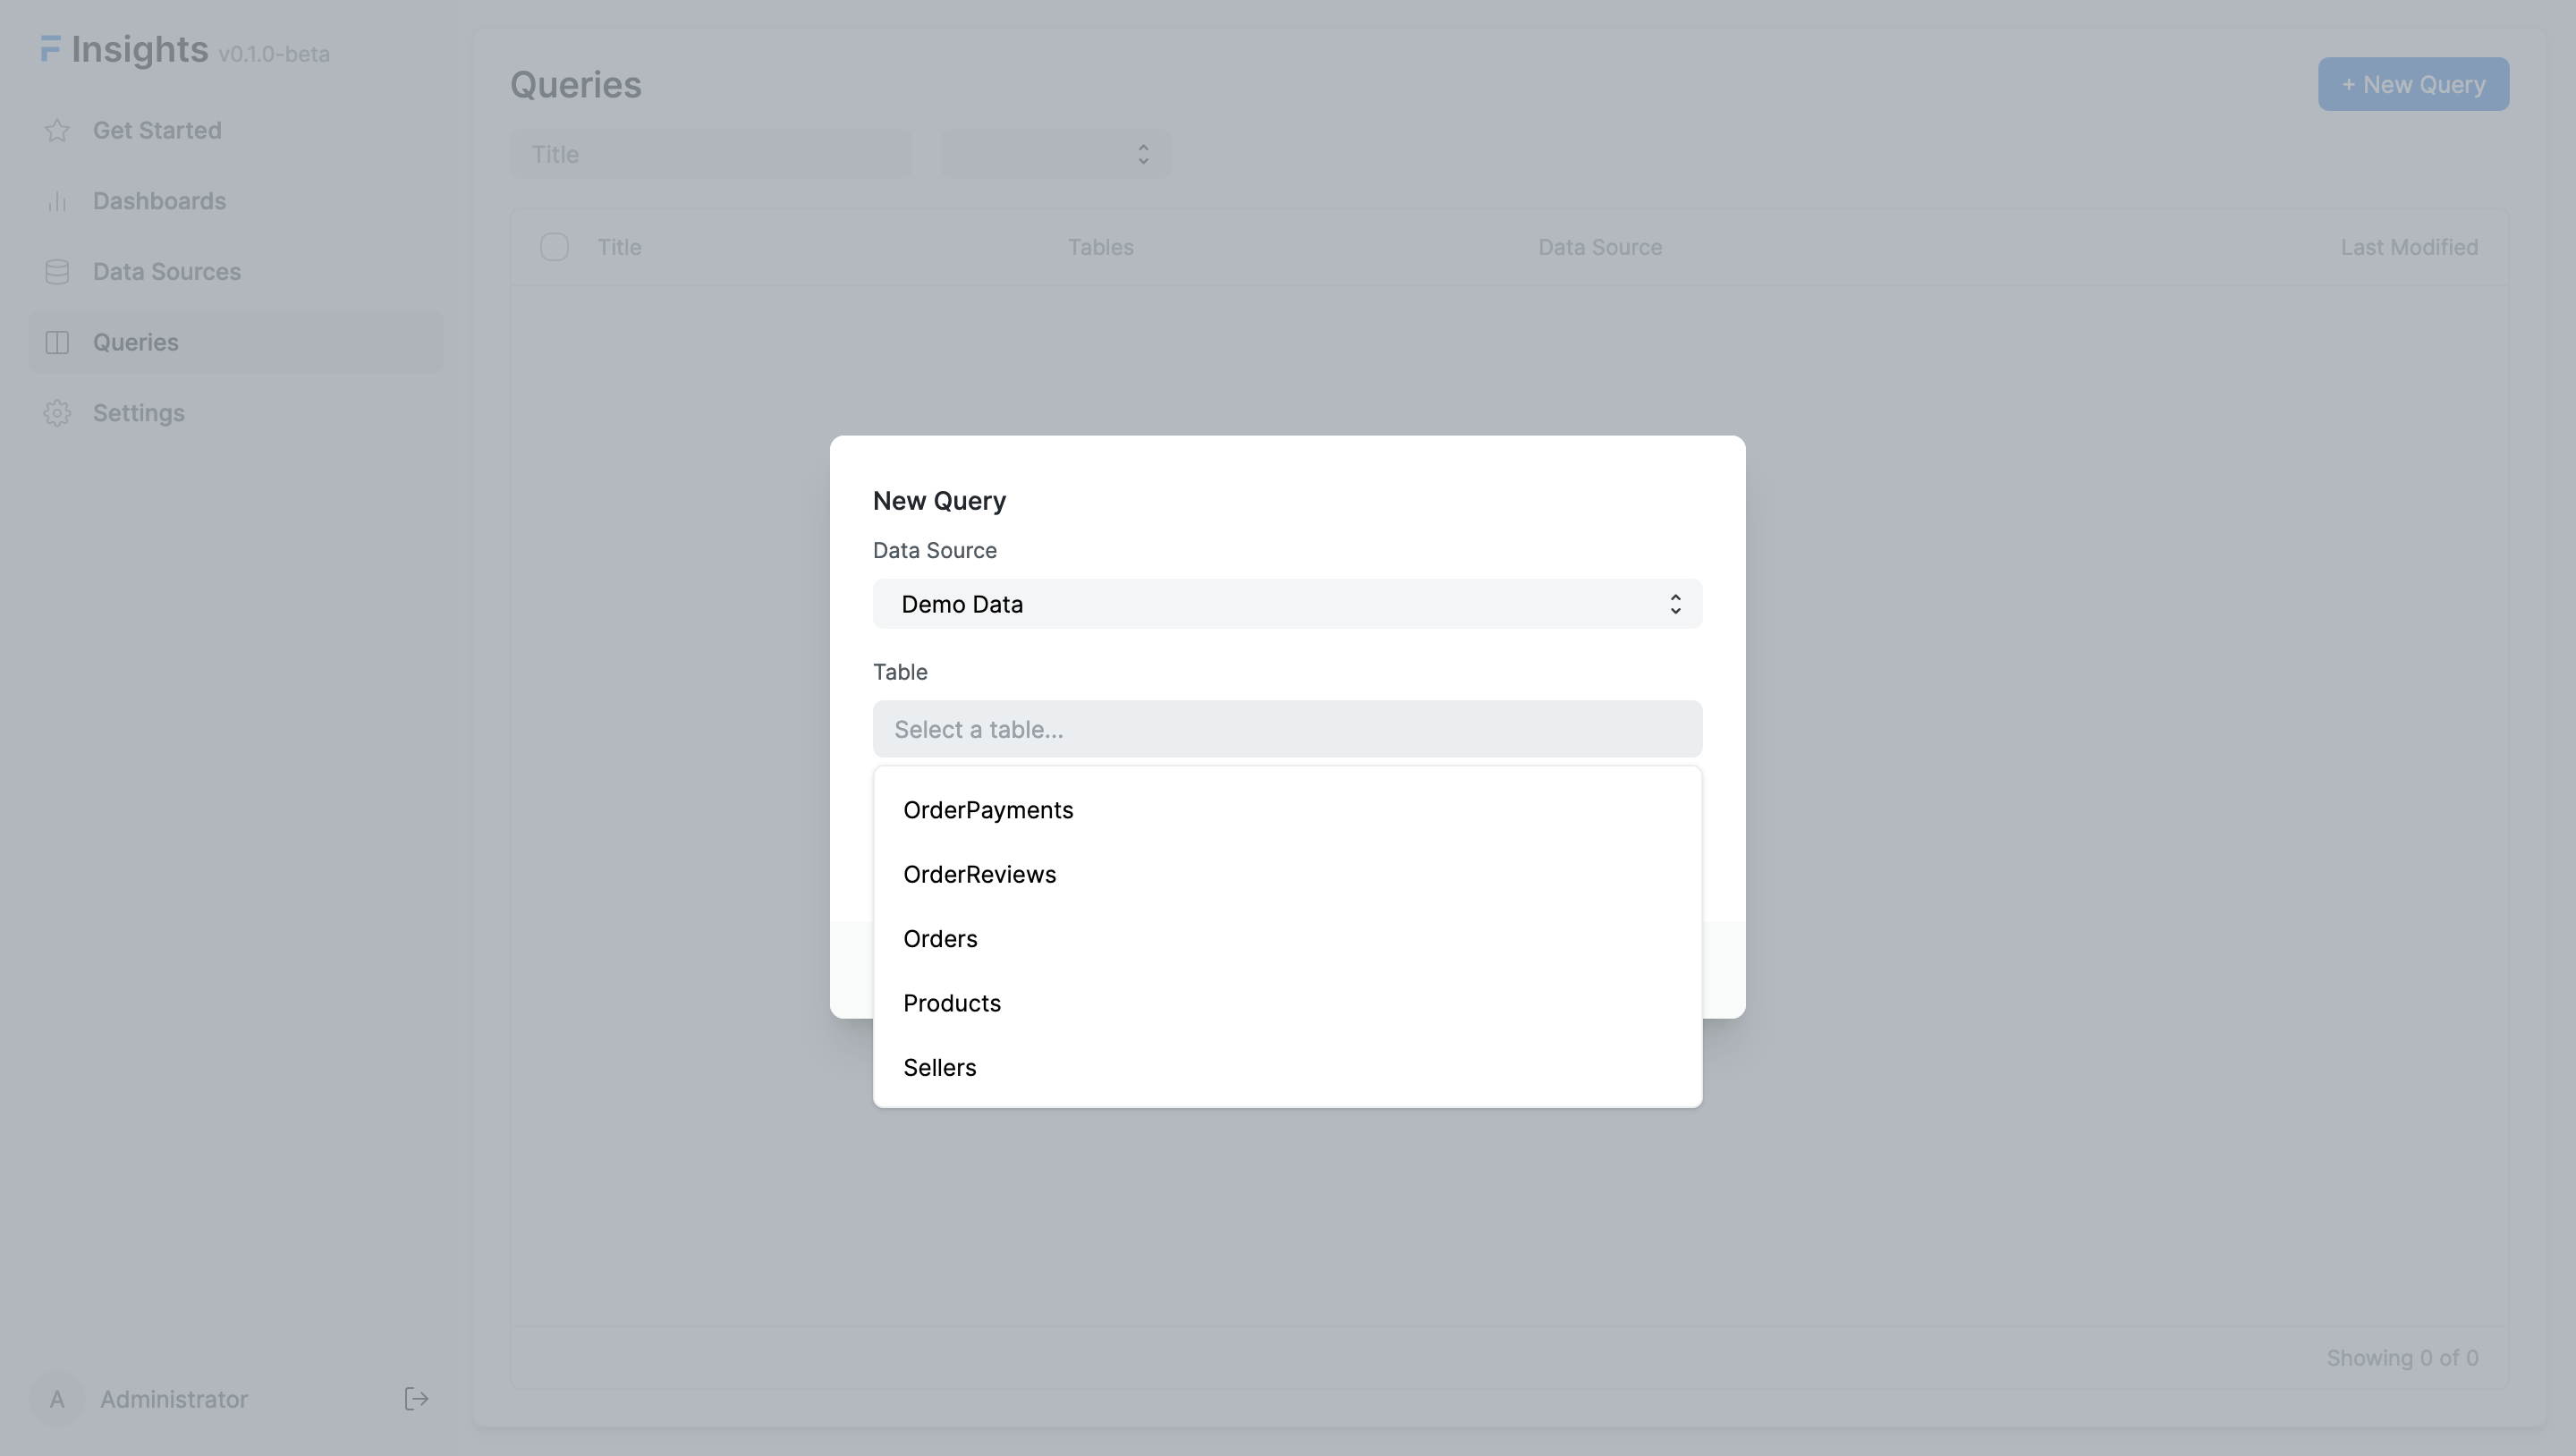 Insights v0.1.0-beta
Get Started
Dashboards
Data Sources
Queries
Settings
A Administrator
Queries
+ New Query
Title
Title Tables Data Source Last Modified
New Query
Data Source
Demo Data
Table
Select a table...
OrderPayments
OrderReviews
Orders
Products
Sellers
Showing 0 of 0